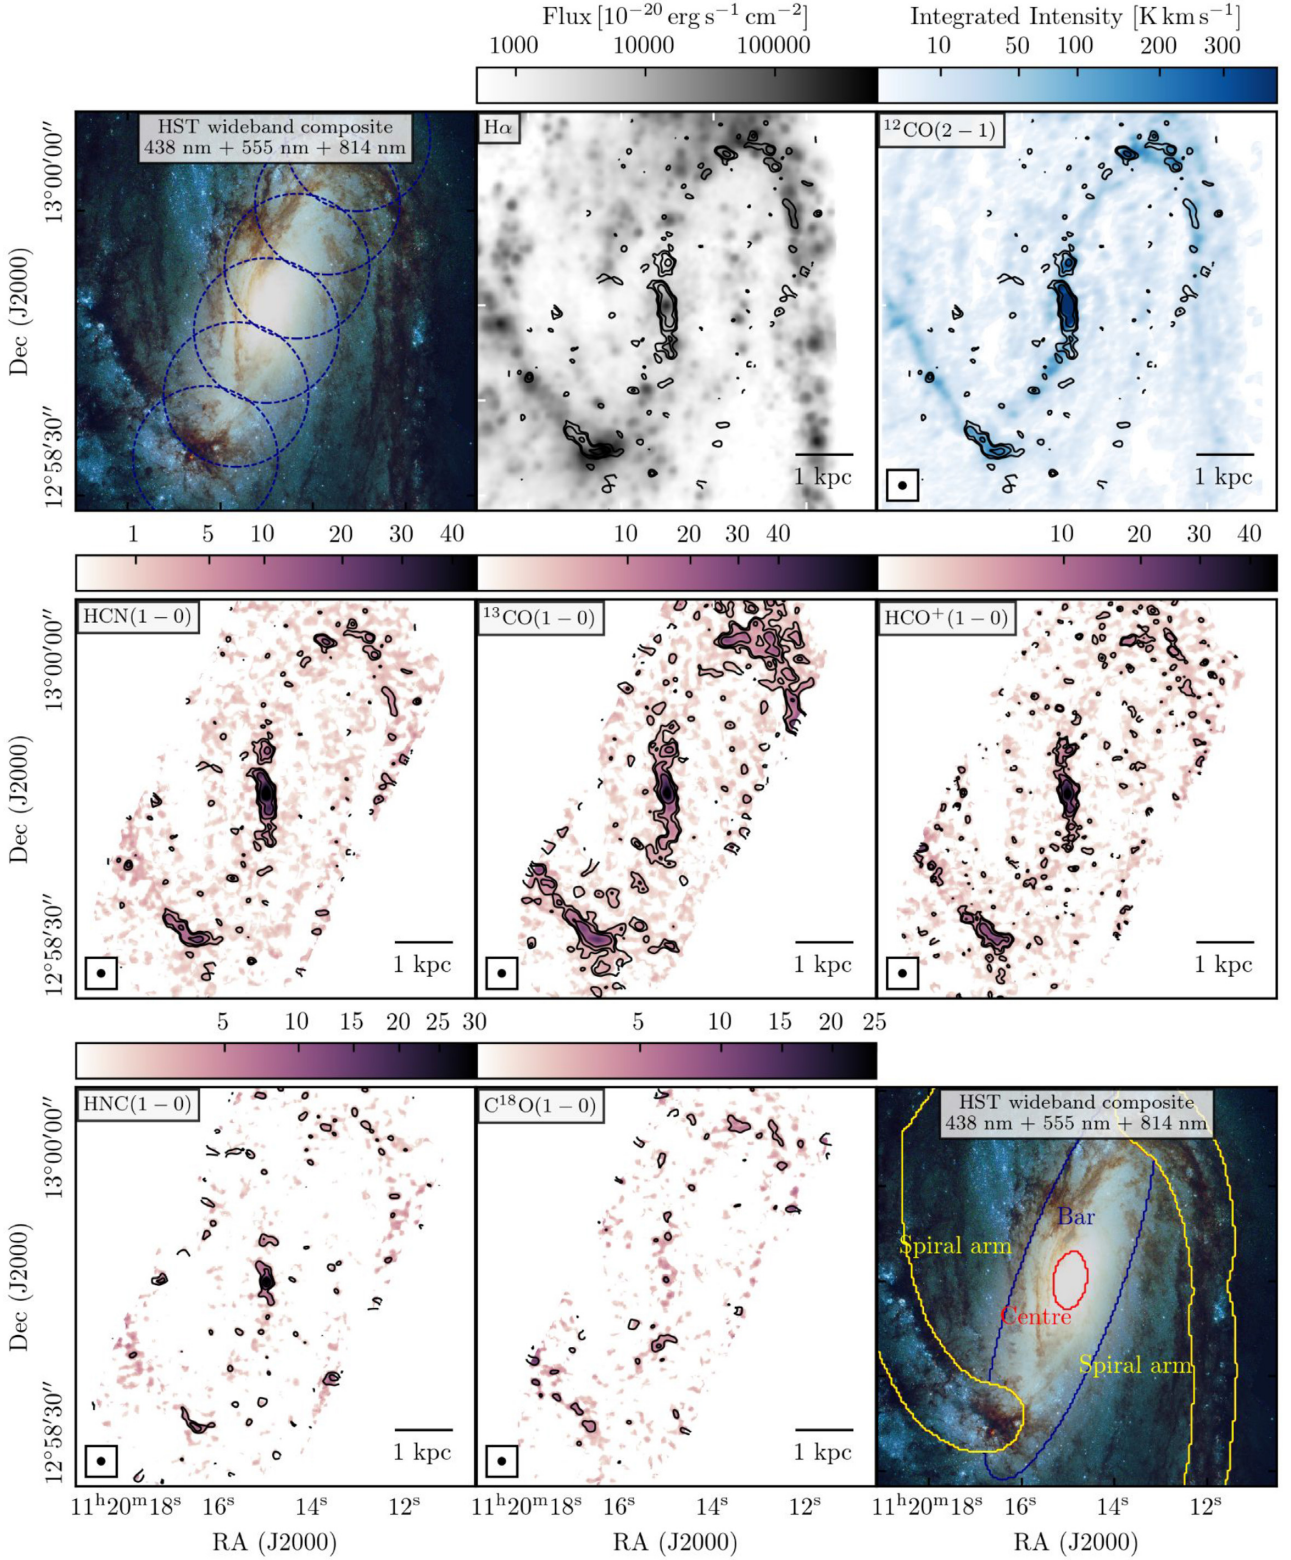 Flux [10⁻²⁰ erg s⁻¹ cm⁻²]
Integrated Intensity [K km s⁻¹]
1000 10000 100000
10 50 100 200 300
HST wideband composite
438 nm + 555 nm + 814 nm
Hα
¹²CO(2 − 1)
13°00′00″
Dec (J2000)
12°58′30″
1 kpc
1 kpc
1 5 10 20 30 40
10 20 30 40
10 20 30 40
HCN(1 − 0)
¹³CO(1 − 0)
HCO⁺(1 − 0)
13°00′00″
Dec (J2000)
12°58′30″
1 kpc
1 kpc
1 kpc
5 10 15 20 25 30
5 10 15 20 25
HNC(1 − 0)
C¹⁸O(1 − 0)
HST wideband composite
438 nm + 555 nm + 814 nm
13°00′00″
Dec (J2000)
12°58′30″
Bar
Spiral arm
Centre
Spiral arm
1 kpc
1 kpc
11ʰ20ᵐ18ˢ 16ˢ 14ˢ 12ˢ
11ʰ20ᵐ18ˢ 16ˢ 14ˢ 12ˢ
11ʰ20ᵐ18ˢ 16ˢ 14ˢ 12ˢ
RA (J2000)
RA (J2000)
RA (J2000)